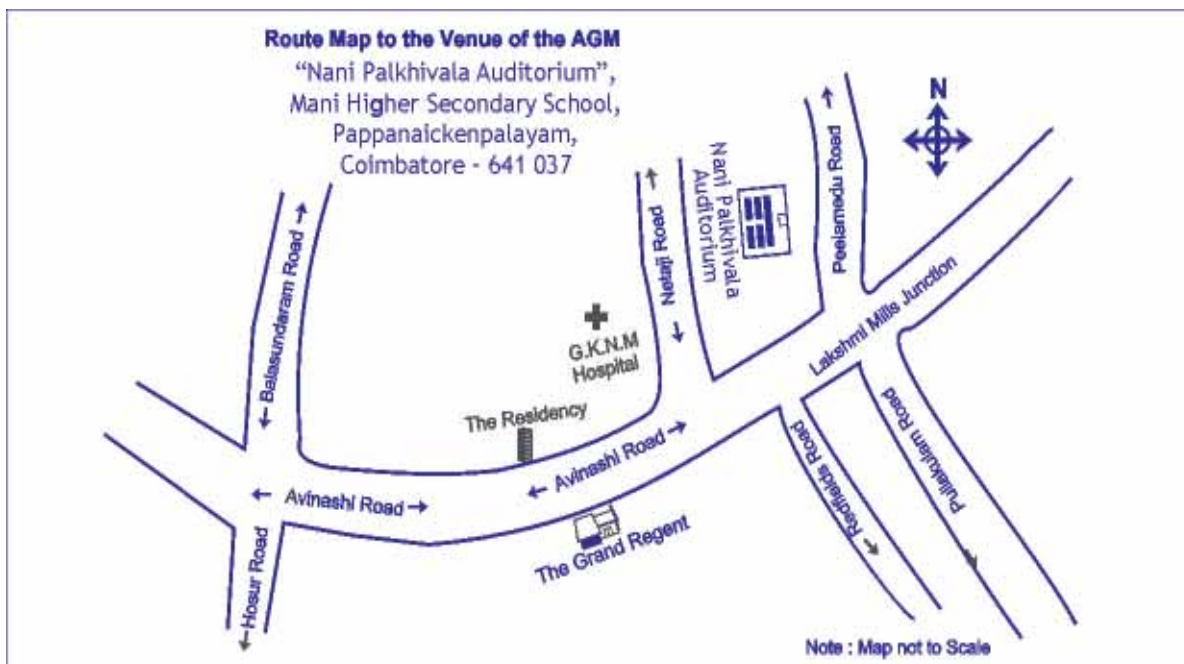 Route Map to the Venue of the AGM
“Nani Palkhivala Auditorium”,
Mani Higher Secondary School,
Pappanaickenpalayam,
Coimbatore - 641 037
N
Balasundaram Road
Netaji Road
Nani Palkhivala
Auditorium
Peelamedu Road
G.K.N.M
Hospital
The Residency
Lakshmi Mills Junction
Avinashi Road
Avinashi Road
The Grand Regent
Redfields Road
Puliakulam Road
Hosur Road
Note : Map not to Scale